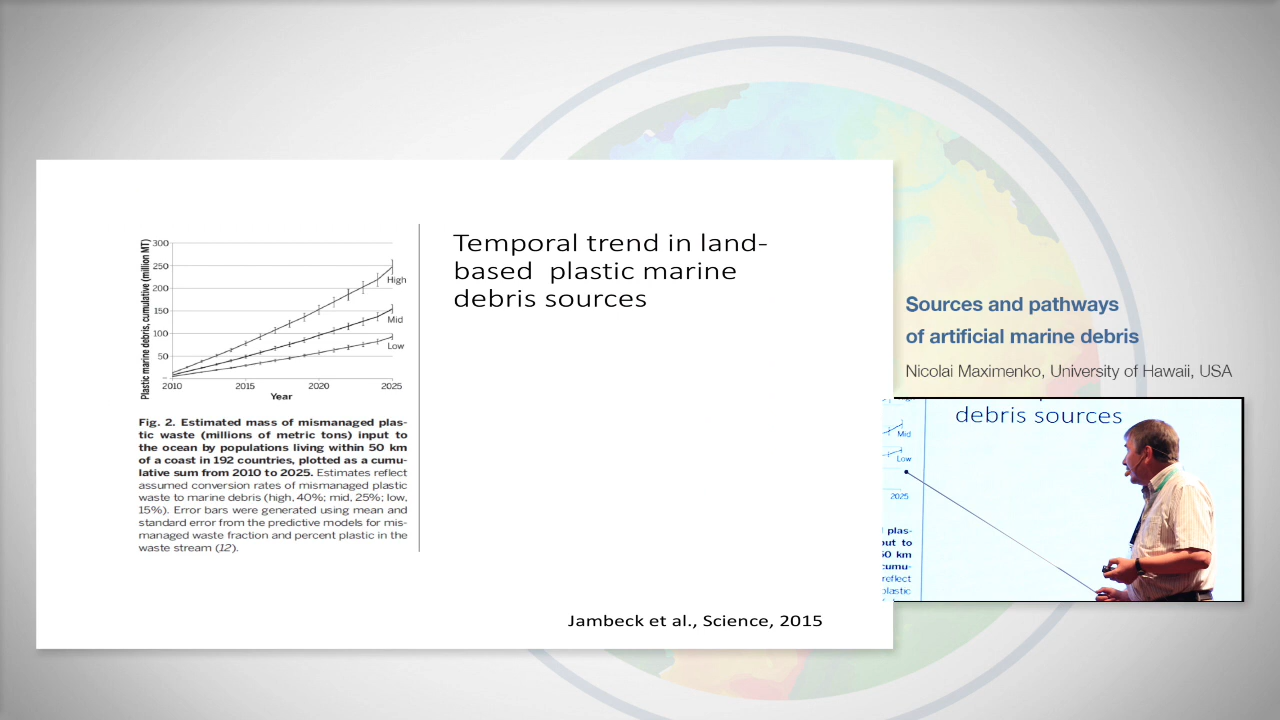 Temporal trend in land-
based plastic marine
debris sources
Plastic marine debris, cumulative (million MT)
300
250
200
150
100
50
High
Mid
Low
2010 2015 2020 2025
Year
Fig. 2. Estimated mass of mismanaged plas-
tic waste (millions of metric tons) input to
the ocean by populations living within 50 km
of a coast in 192 countries, plotted as a cumu-
lative sum from 2010 to 2025. Estimates reflect
assumed conversion rates of mismanaged plastic
waste to marine debris (high, 40%; mid, 25%; low,
15%). Error bars were generated using mean and
standard error from the predictive models for mis-
managed waste fraction and percent plastic in the
waste stream (12).
Jambeck et al., Science, 2015
Sources and pathways
of artificial marine debris
Nicolai Maximenko, University of Hawaii, USA
debris sources
Mid
Low
2025
plas-
out to
50 km
cumu-
reflect
plastic